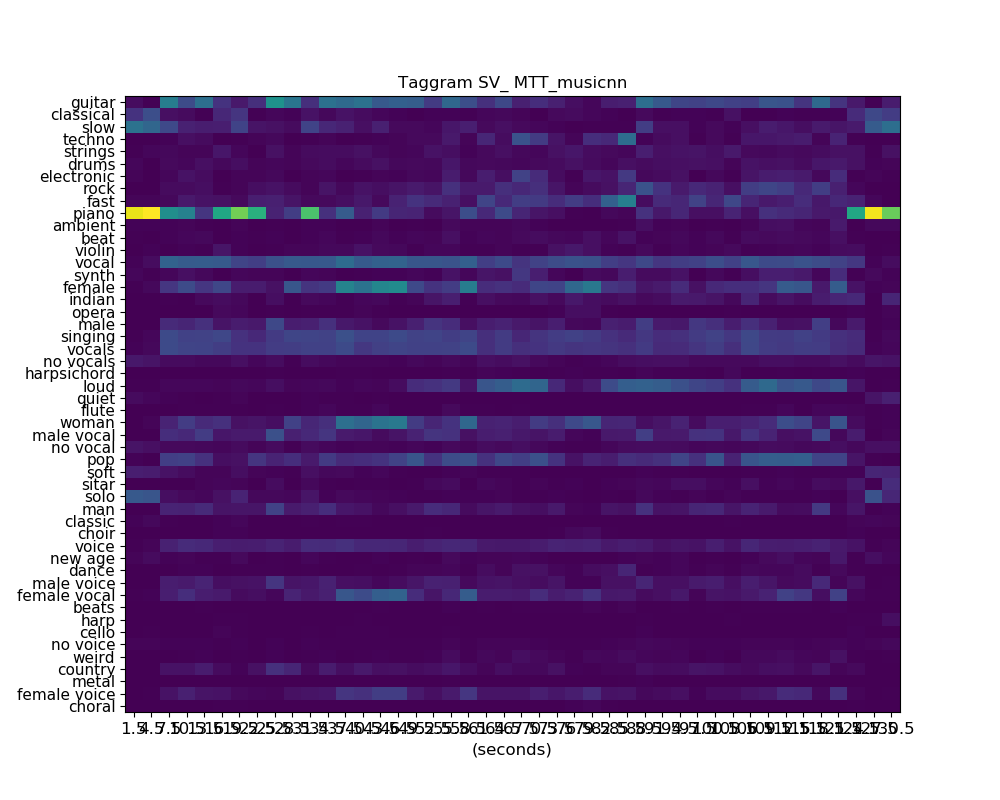 Taggram SV_ MTT_musicnn
guitar
classical
slow
techno
strings
drums
electronic
rock
fast
piano
ambient
beat
violin
vocal
synth
female
indian
opera
male
singing
vocals
no vocals
harpsichord
loud
quiet
flute
woman
male vocal
no vocal
pop
soft
sitar
solo
man
classic
choir
voice
new age
dance
male voice
female vocal
beats
harp
cello
no voice
weird
country
metal
female voice
choral
(seconds)